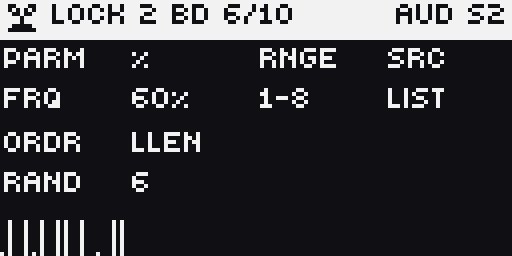 LOCK 2 BD 6/10 AUD S2
PARM % RNGE SRC
FRQ 60% 1-8 LIST
ORDR LLEN
RAND 6